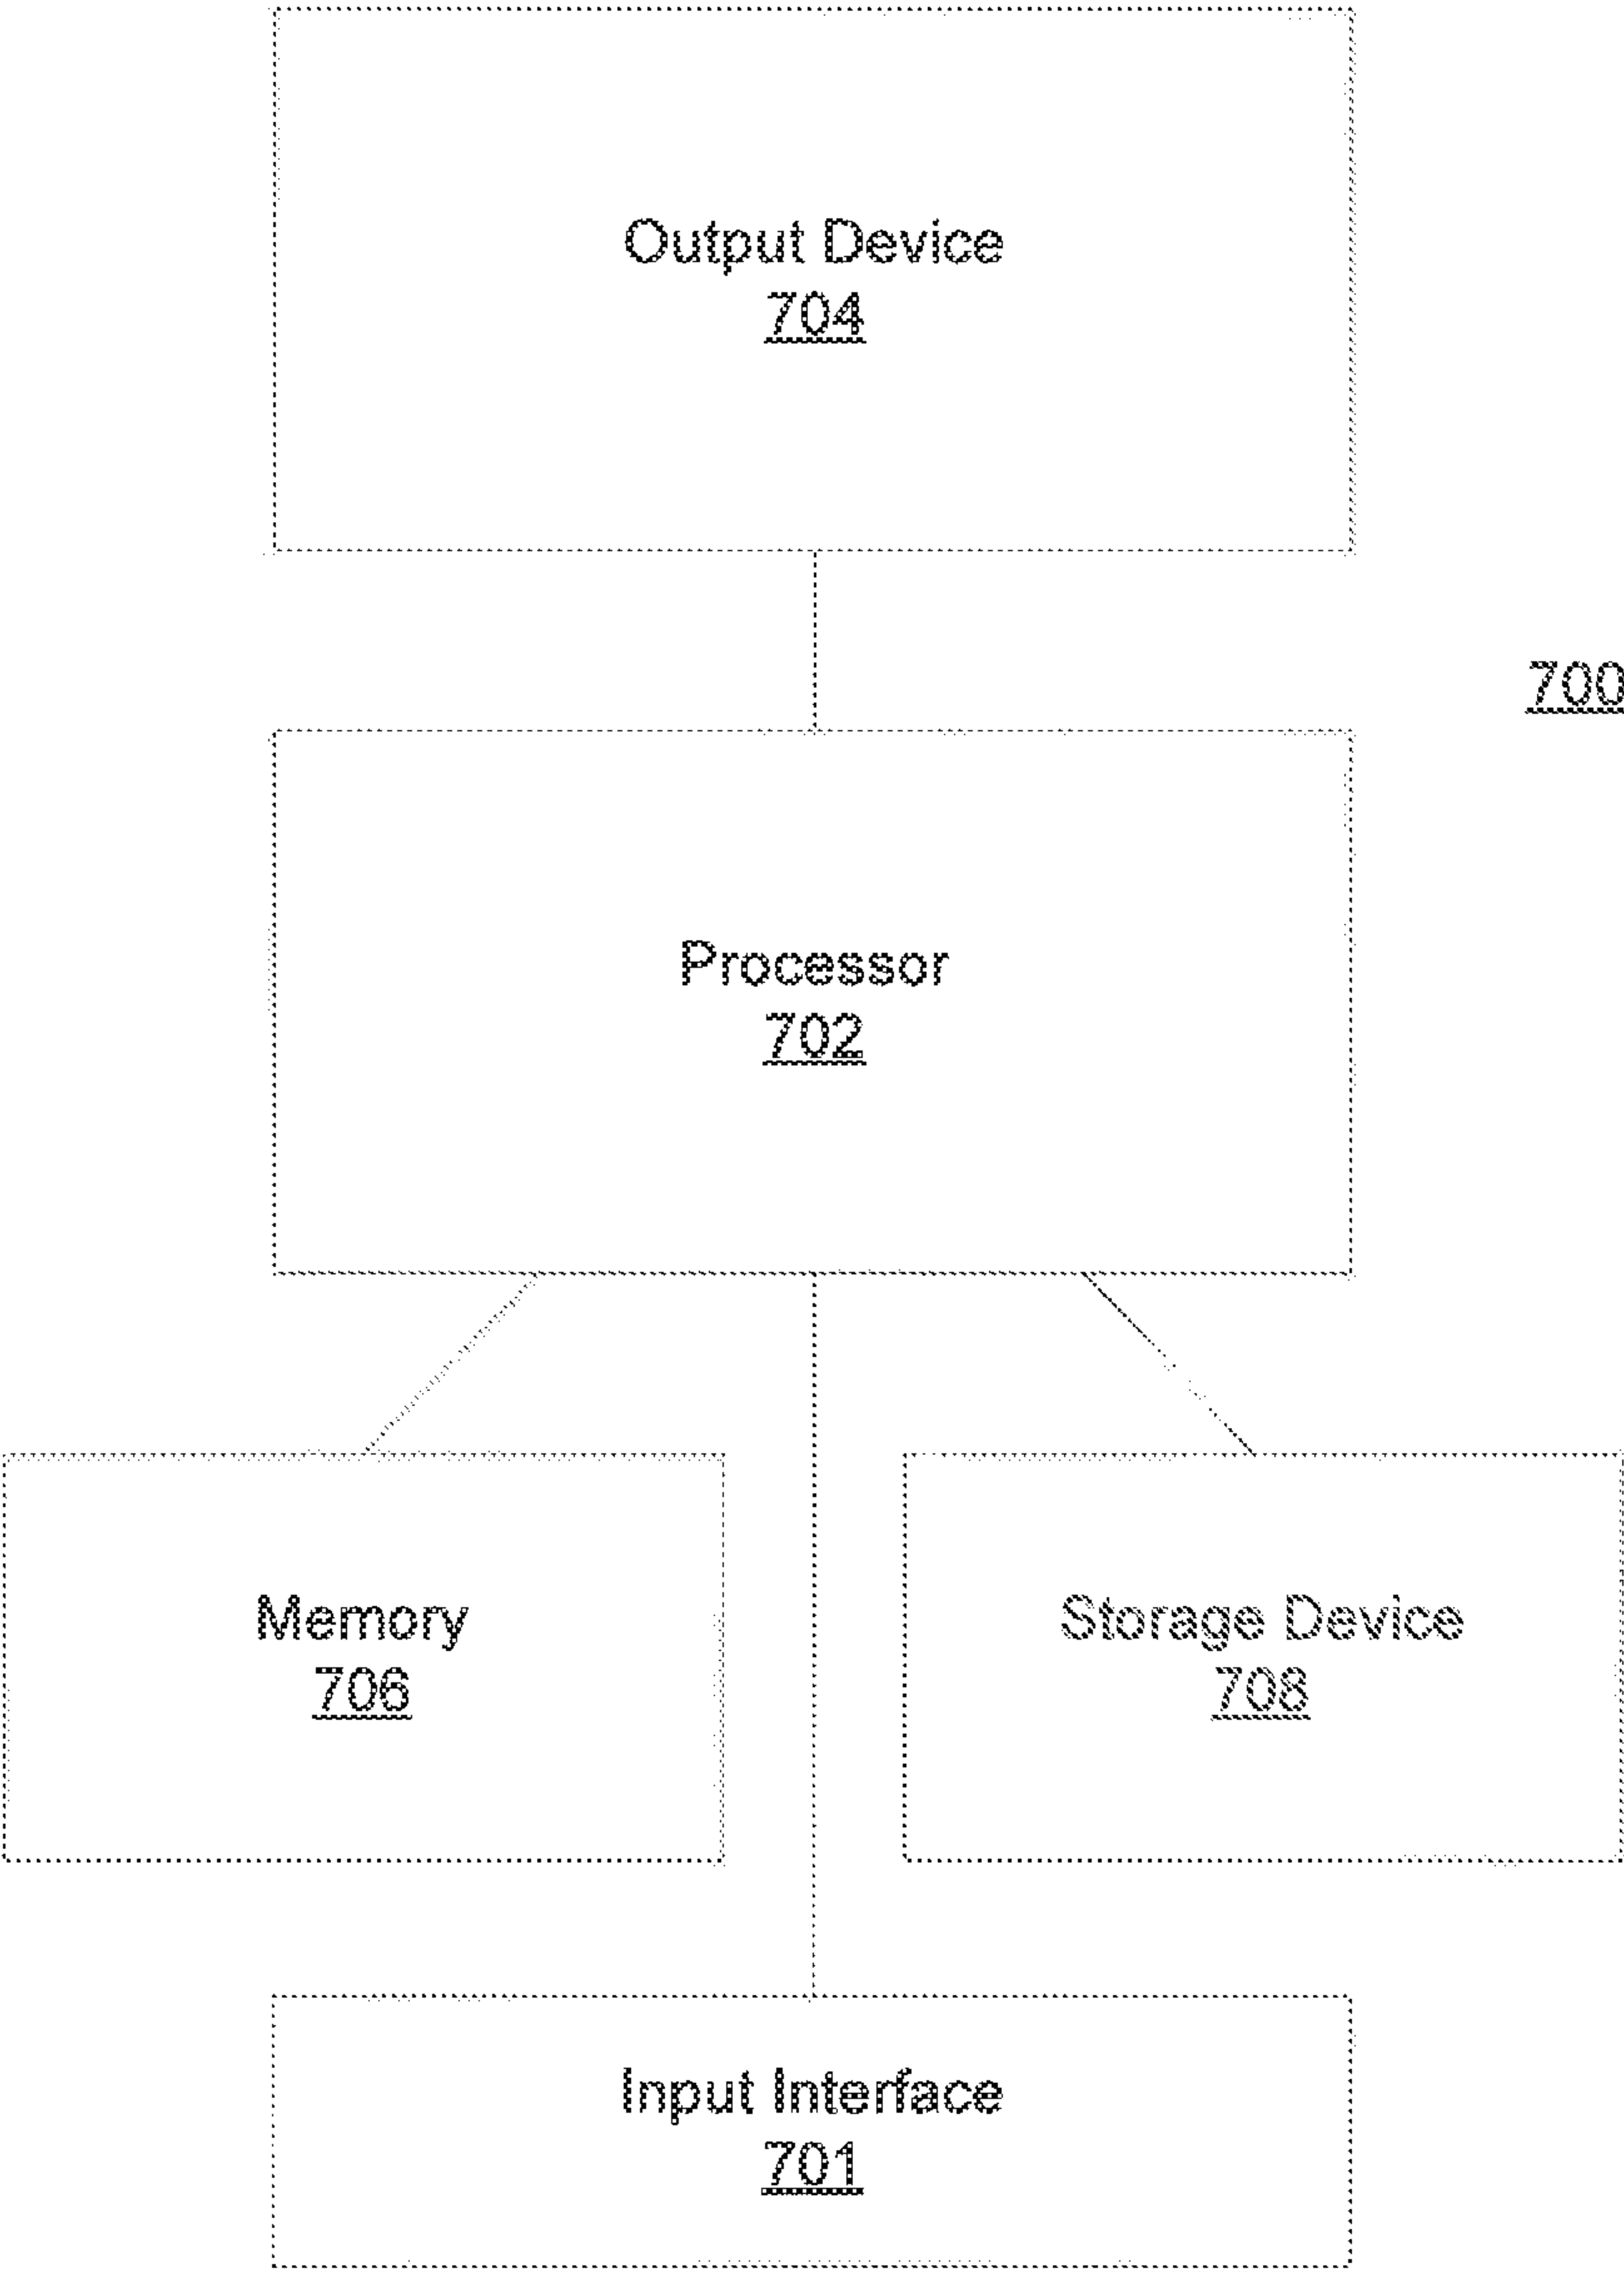 Output Device
704
700
Processor
702
Memory
706
Storage Device
708
Input Interface
701